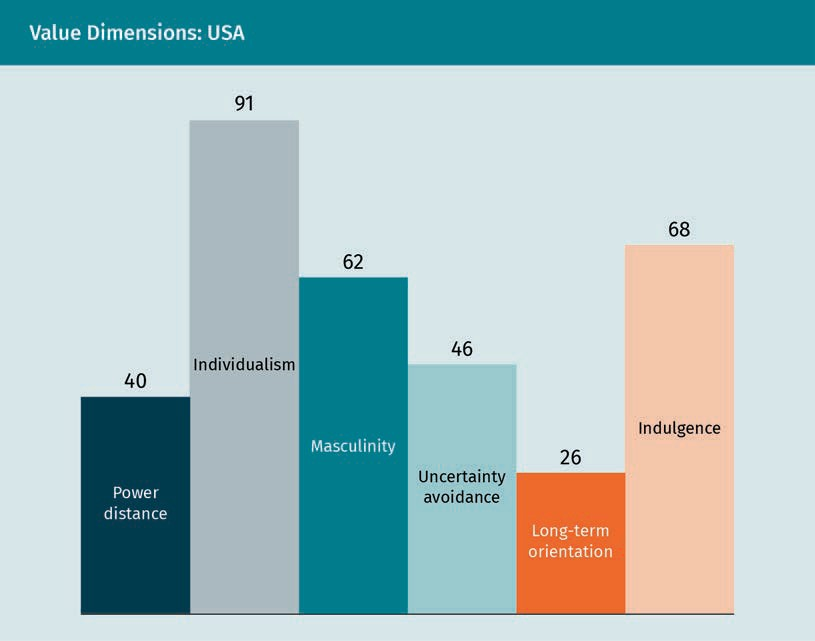 Value Dimensions: USA
91
68
62
46
40
26
Individualism
Indulgence
Masculinity
Uncertainty
avoidance
Power
distance
Long-term
orientation